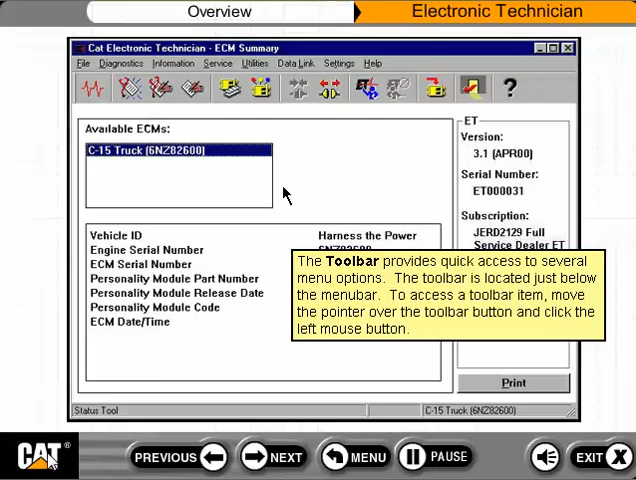 Overview
Electronic Technician
Cat Electronic Technician - ECM Summary
File Diagnostics Information Service Utilities Data Link Settings Help
Available ECMs:
C-15 Truck (6NZ82600)
ET
Version:
3.1 (APR00)
Serial Number:
ET000031
Subscription:
JERD2129 Full
Service Dealer ET
Vehicle ID Harness the Power
Engine Serial Number
ECM Serial Number
Personality Module Part Number
Personality Module Release Date
Personality Module Code
ECM Date/Time
The Toolbar provides quick access to several
menu options. The toolbar is located just below
the menubar. To access a toolbar item, move
the pointer over the toolbar button and click the
left mouse button.
Print
Status Tool
C-15 Truck (6NZ82600)
CAT
PREVIOUS NEXT MENU PAUSE EXIT